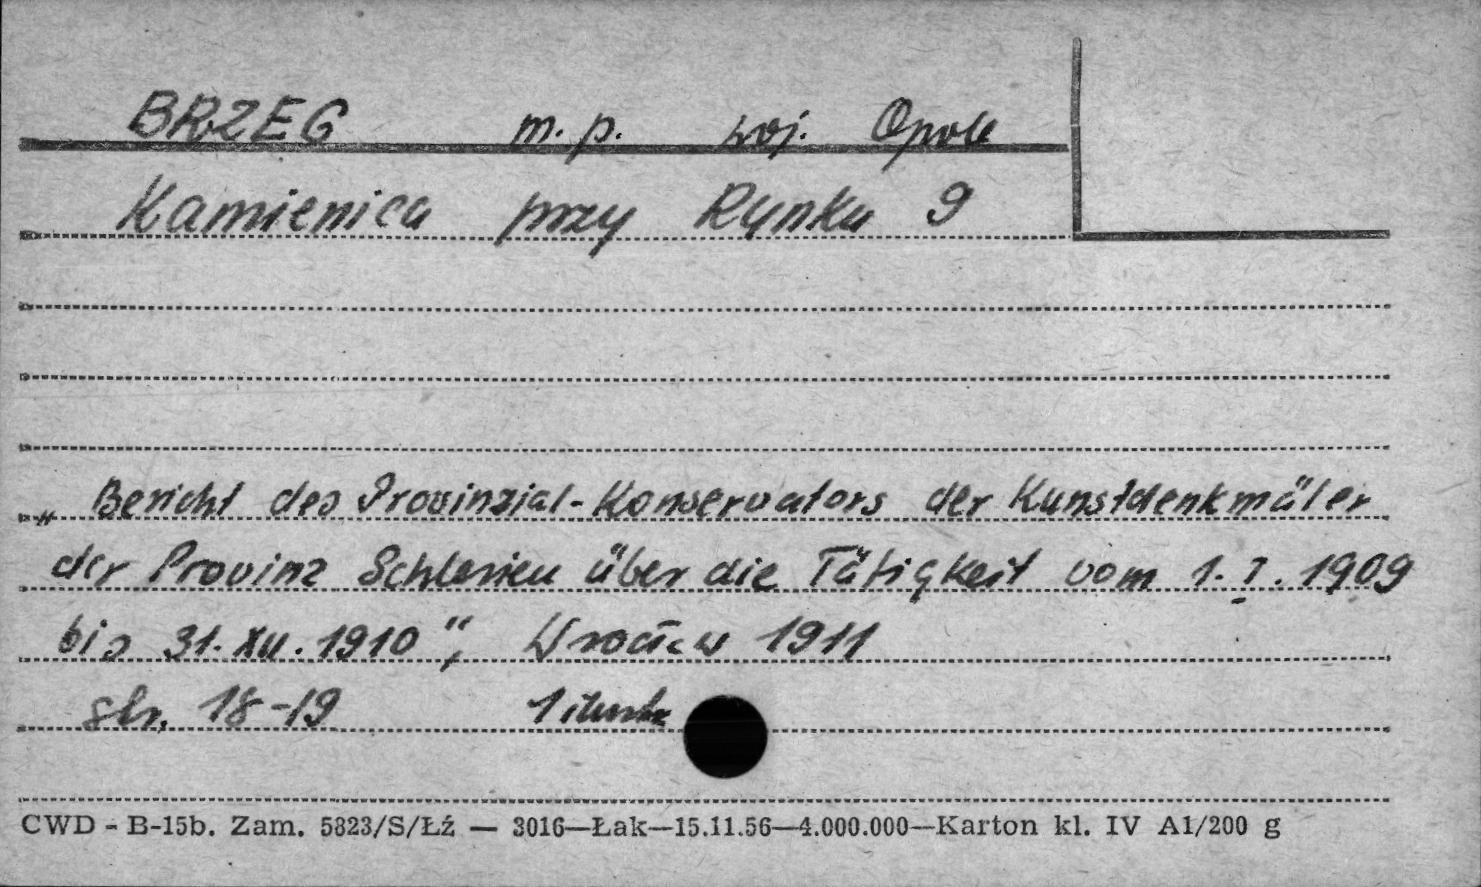 BRZEG m. p. woj. Opole
Kamienica przy Rynku 9
„Bericht des Provinzial-Konservators der Kunstdenkmäler
der Provinz Schlesien über die Tätigkeit vom 1. I. 1909
bis 31. XII. 1910", Wrocław 1911
str. 18-19 1 ilustr.
CWD - B-15b. Zam. 5823/S/Łź — 3016—Łak—15.11.56—4.000.000—Karton kl. IV A1/200 g